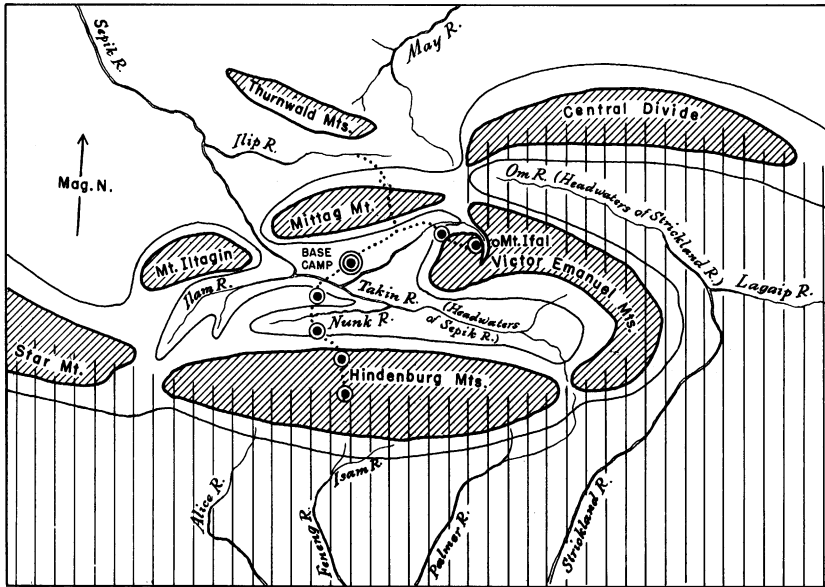 Sepik R.
May R.
Thurnwald Mts.
Central Divide
Ilip R.
Mag. N.
Om R. (Headwaters of Strickland R.)
Mittag Mt.
Mt. Ifal
Victor Emanuel Mts.
BASE
CAMP
Lagaip R.
Mt. Iltagin
Ilam R.
Takin R.
(Headwaters
of Sepik R.)
Nunk R.
Star Mt.
Hindenburg Mts.
Isam R.
Alice R.
Feneng R.
Palmer R.
Strickland R.